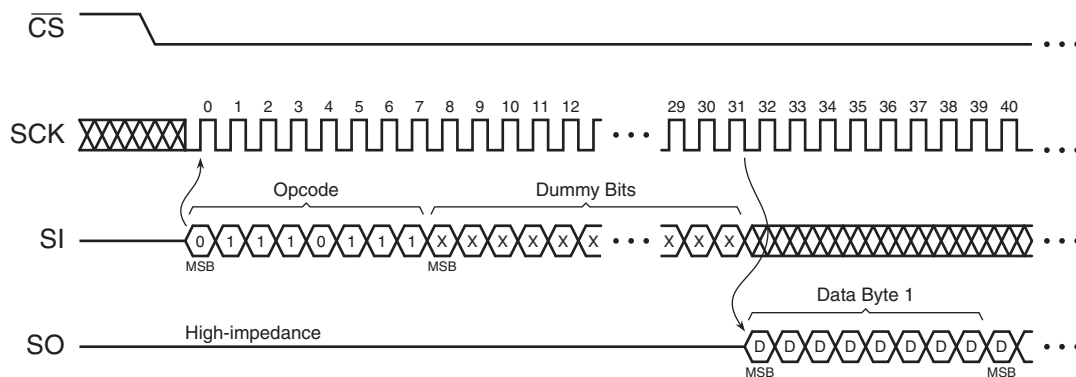 CS
0 1 2 3 4 5 6 7 8 9 10 11 12 29 30 31 32 33 34 35 36 37 38 39 40
SCK
Opcode Dummy Bits
SI 0 1 1 1 0 1 1 1 X X X X X X X X X
MSB MSB
Data Byte 1
High-impedance
SO D D D D D D D D D
MSB MSB